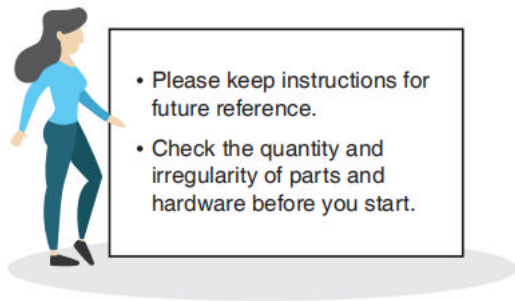 • Please keep instructions for
future reference.
• Check the quantity and
irregularity of parts and
hardware before you start.